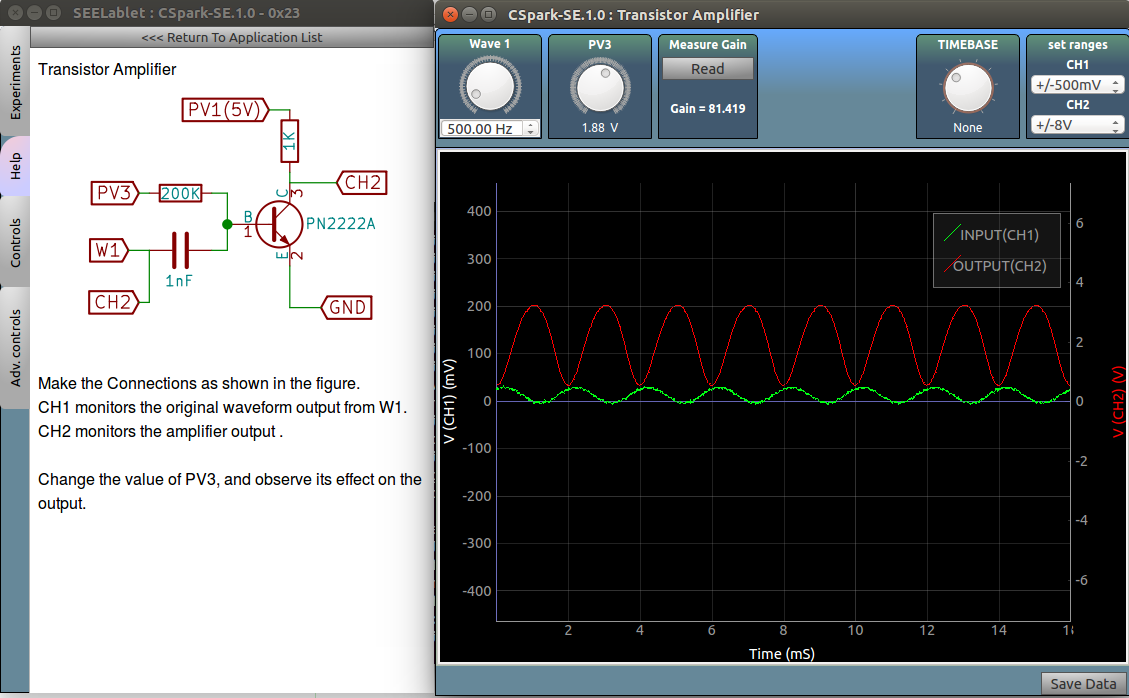 SEELablet : CSpark-SE.1.0 - 0x23
<<< Return To Application List
Experiments
Help
Controls
Adv. controls
Transistor Amplifier
PV1(5V)
1K
CH2
PV3
200K
C
3
B
1
PN2222A
W1
E
2
1nF
CH2
GND
Make the Connections as shown in the figure.
CH1 monitors the original waveform output from W1.
CH2 monitors the amplifier output .
Change the value of PV3, and observe its effect on the
output.
CSpark-SE.1.0 : Transistor Amplifier
Wave 1
500.00 Hz
PV3
1.88 V
Measure Gain
Read
Gain = 81.419
TIMEBASE
None
set ranges
CH1
+/-500mV
CH2
+/-8V
INPUT(CH1)
OUTPUT(CH2)
V (CH1) (mV)
400
300
200
100
0
-100
-200
-300
-400
6
4
2
0
-2
-4
-6
V (CH2) (V)
2 4 6 8 10 12 14
Time (mS)
Save Data